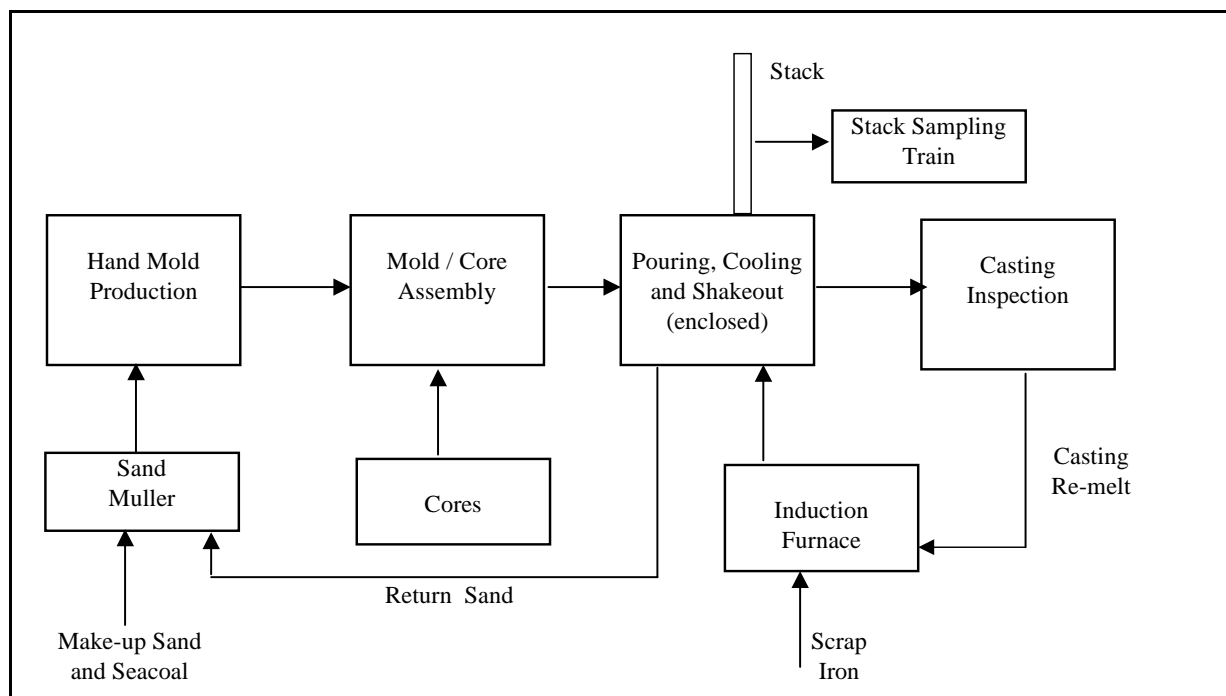 Stack
Stack Sampling
Train
Hand Mold
Production
Mold / Core
Assembly
Pouring, Cooling
and Shakeout
(enclosed)
Casting
Inspection
Sand
Muller
Cores
Induction
Furnace
Casting
Re-melt
Return Sand
Make-up Sand
and Seacoal
Scrap
Iron